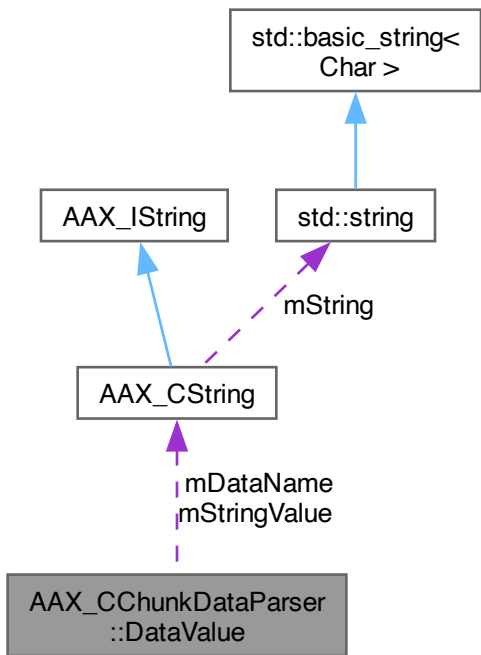 std::basic_string<
Char >
AAX_IString
std::string
mString
AAX_CString
mDataName
mStringValue
AAX_CChunkDataParser
::DataValue